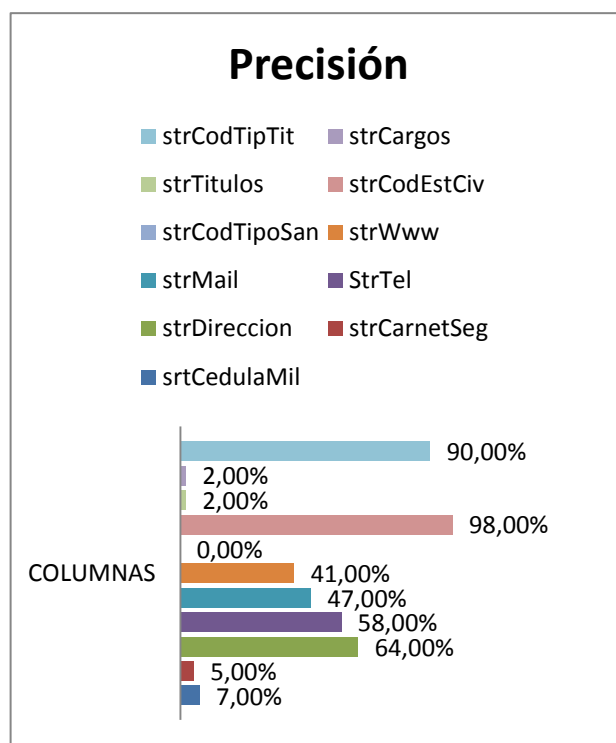 Precisión
strCodTipTit strCargos
strTitulos strCodEstCiv
strCodTipoSan strWww
strMail StrTel
strDireccion strCarnetSeg
srtCedulaMil
90,00%
2,00%
2,00%
98,00%
0,00%
COLUMNAS
41,00%
47,00%
58,00%
64,00%
5,00%
7,00%